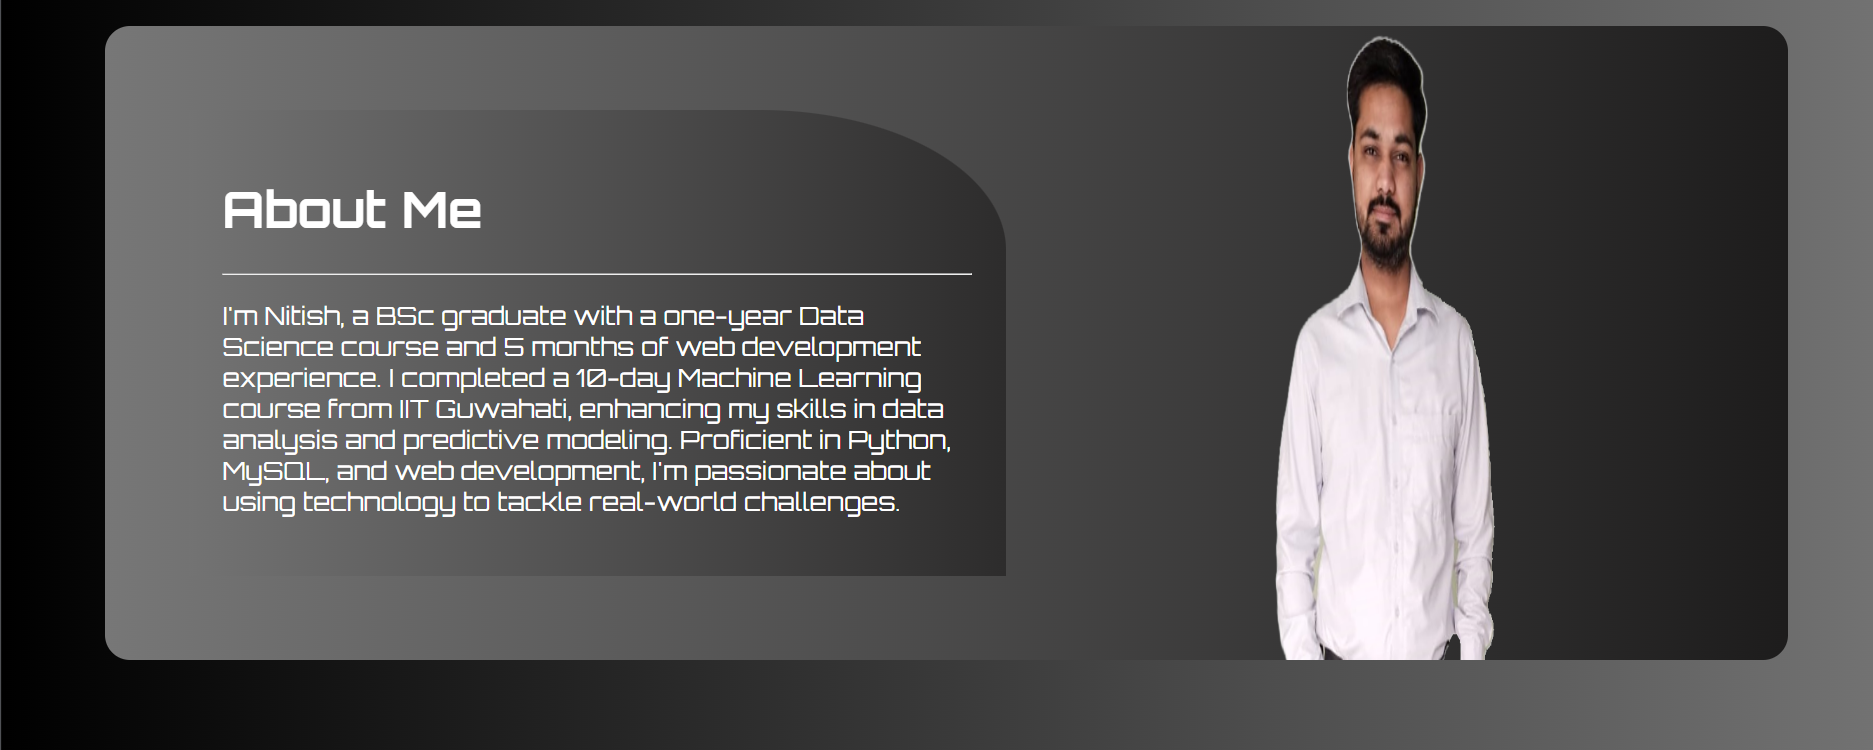 About Me
I'm Nitish, a BSc graduate with a one-year Data
Science course and 5 months of web development
experience. I completed a 10-day Machine Learning
course from IIT Guwahati, enhancing my skills in data
analysis and predictive modeling. Proficient in Python,
MySQL, and web development, I'm passionate about
using technology to tackle real-world challenges.